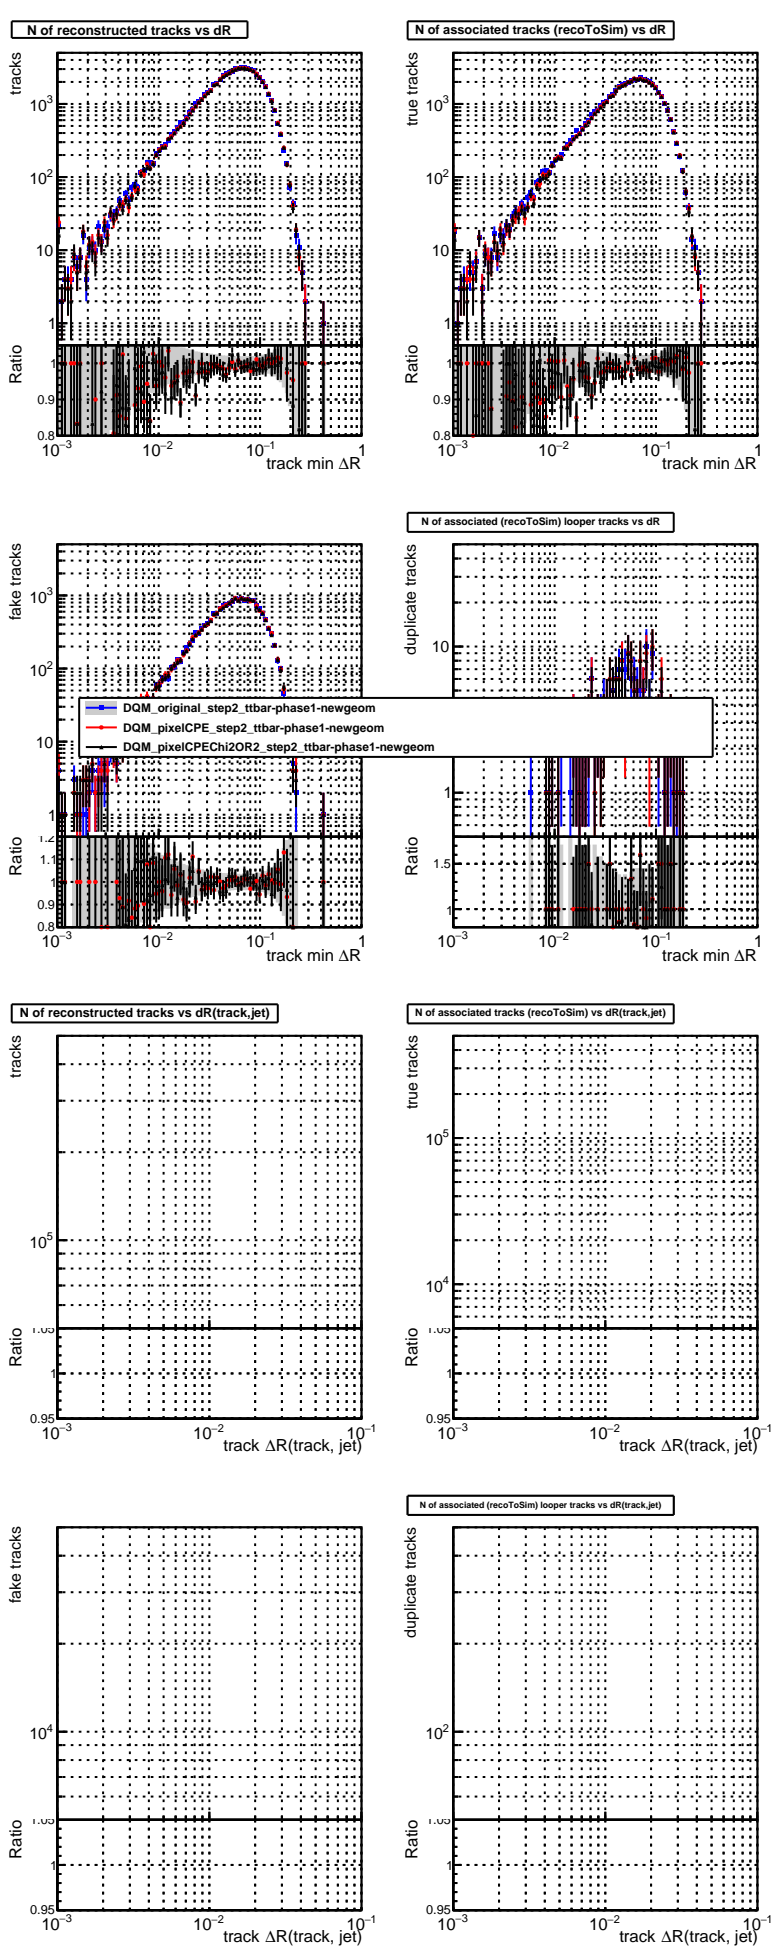 N of reconstructed tracks vs dR
tracks
10³
10²
10
1
Ratio
1
0.9
0.8
10⁻³ 10⁻² 10⁻¹ 1
track min ΔR
N of associated tracks (recoToSim) vs dR
true tracks
10³
10²
10
1
Ratio
1
0.9
0.8
10⁻³ 10⁻² 10⁻¹ 1
track min ΔR
fake tracks
10³
10²
10
1
Ratio
1.2
1.1
1
0.9
0.8
10⁻³ 10⁻² 10⁻¹ 1
track min ΔR
N of associated (recoToSim) looper tracks vs dR
duplicate tracks
10
1
Ratio
1.5
1
10⁻³ 10⁻² 10⁻¹ 1
track min ΔR
DQM_original_step2_ttbar-phase1-newgeom
DQM_pixelCPE_step2_ttbar-phase1-newgeom
DQM_pixelCPEChi2OR2_step2_ttbar-phase1-newgeom
N of reconstructed tracks vs dR(track,jet)
tracks
10⁵
Ratio
1.05
1
0.95
10⁻³ 10⁻² 10⁻¹
track ΔR(track, jet)
N of associated tracks (recoToSim) vs dR(track,jet)
true tracks
10⁵
10⁴
Ratio
1.05
1
0.95
10⁻³ 10⁻² 10⁻¹
track ΔR(track, jet)
fake tracks
10⁴
Ratio
1.05
1
0.95
10⁻³ 10⁻² 10⁻¹
track ΔR(track, jet)
N of associated (recoToSim) looper tracks vs dR(track,jet)
duplicate tracks
10²
Ratio
1.05
1
0.95
10⁻³ 10⁻² 10⁻¹
track ΔR(track, jet)